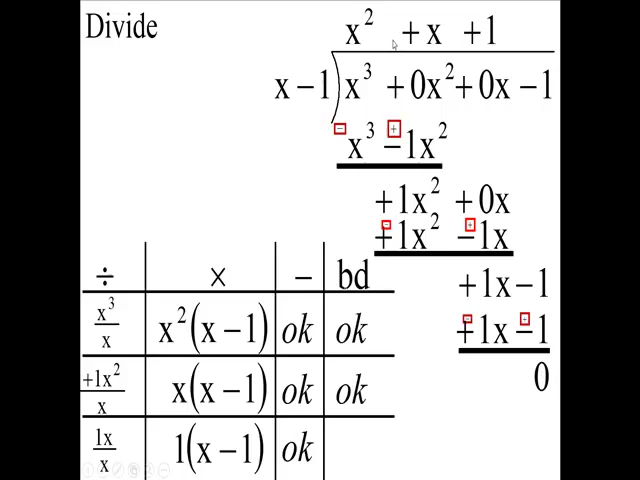 Divide
x² + x + 1
x − 1 x³ + 0x² + 0x − 1
− +
x³ − 1x²
+ 1x² + 0x
− +
+ 1x² − 1x
+ 1x − 1
− +
+ 1x − 1
0
÷ × − bd
x³/x x²(x − 1) ok ok
+1x²/x x(x − 1) ok ok
1x/x 1(x − 1) ok